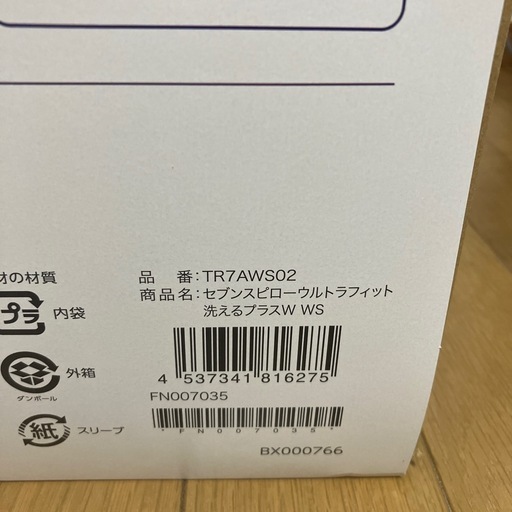 材の材質
プラ 内袋
外箱
ダンボール
紙 スリーブ
品 番:TR7AWS02
商品名:セブンスピローウルトラフィット
洗えるプラスW WS
4 537341 816275
FN007035
*FN007035*
BX000766